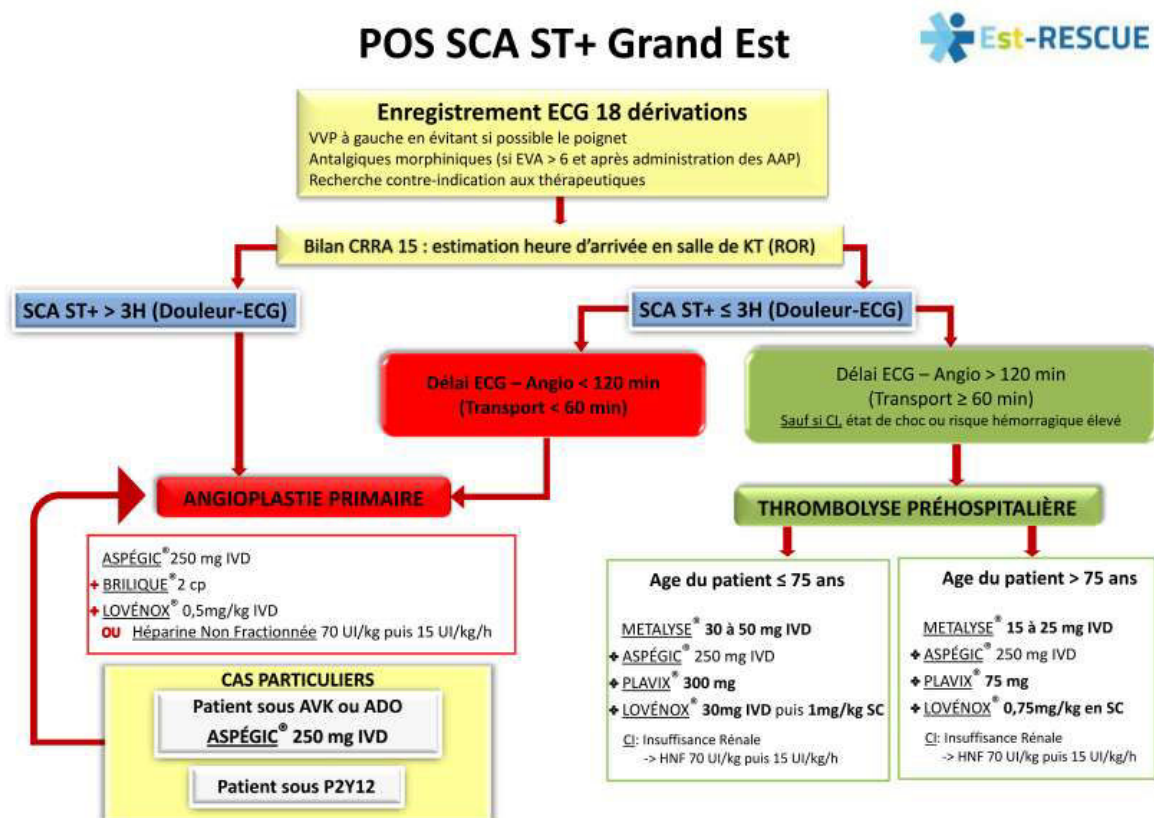 POS SCA ST+ Grand Est
Est-RESCUE
Enregistrement ECG 18 dérivations
VVP à gauche en évitant si possible le poignet
Antalgiques morphiniques (si EVA > 6 et après administration des AAP)
Recherche contre-indication aux thérapeutiques
Bilan CRRA 15 : estimation heure d'arrivée en salle de KT (ROR)
SCA ST+ > 3H (Douleur-ECG)
SCA ST+ ≤ 3H (Douleur-ECG)
Délai ECG – Angio < 120 min
(Transport < 60 min)
Délai ECG – Angio > 120 min
(Transport ≥ 60 min)
Sauf si CI, état de choc ou risque hémorragique élevé
ANGIOPLASTIE PRIMAIRE
ASPÉGIC® 250 mg IVD
+ BRILIQUE® 2 cp
+ LOVÉNOX® 0,5mg/kg IVD
OU Héparine Non Fractionnée 70 UI/kg puis 15 UI/kg/h
CAS PARTICULIERS
Patient sous AVK ou ADO
ASPÉGIC® 250 mg IVD
Patient sous P2Y12
THROMBOLYSE PRÉHOSPITALIÈRE
Age du patient ≤ 75 ans
METALYSE® 30 à 50 mg IVD
+ ASPÉGIC® 250 mg IVD
+ PLAVIX® 300 mg
+ LOVÉNOX® 30mg IVD puis 1mg/kg SC
CI: Insuffisance Rénale
-> HNF 70 UI/kg puis 15 UI/kg/h
Age du patient > 75 ans
METALYSE® 15 à 25 mg IVD
+ ASPÉGIC® 250 mg IVD
+ PLAVIX® 75 mg
+ LOVÉNOX® 0,75mg/kg en SC
CI: Insuffisance Rénale
-> HNF 70 UI/kg puis 15 UI/kg/h